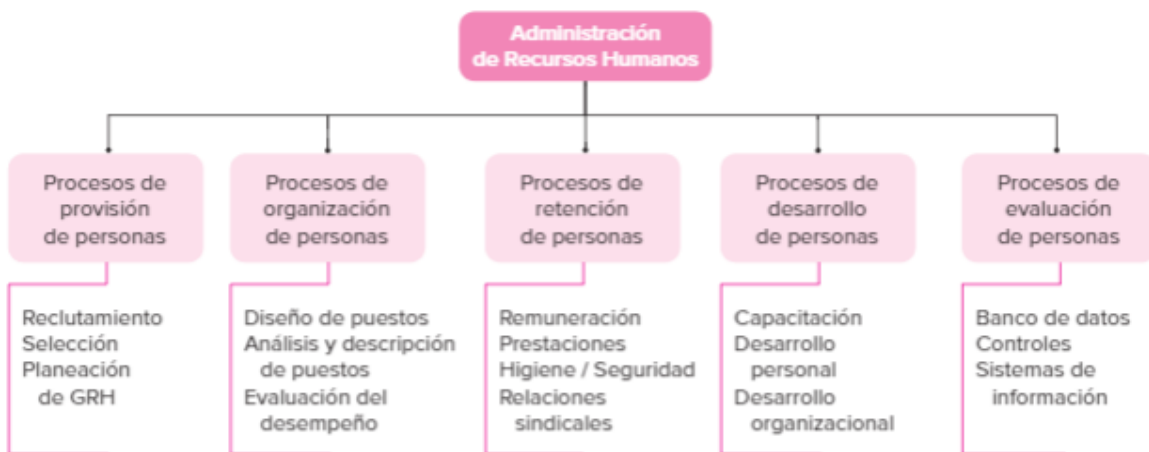 Administración
de Recursos Humanos
Procesos de
provisión
de personas
Procesos de
organización
de personas
Procesos de
retención
de personas
Procesos de
desarrollo
de personas
Procesos de
evaluación
de personas
Reclutamiento
Selección
Planeación
de GRH
Diseño de puestos
Análisis y descripción
de puestos
Evaluación del
desempeño
Remuneración
Prestaciones
Higiene / Seguridad
Relaciones
sindicales
Capacitación
Desarrollo
personal
Desarrollo
organizacional
Banco de datos
Controles
Sistemas de
información